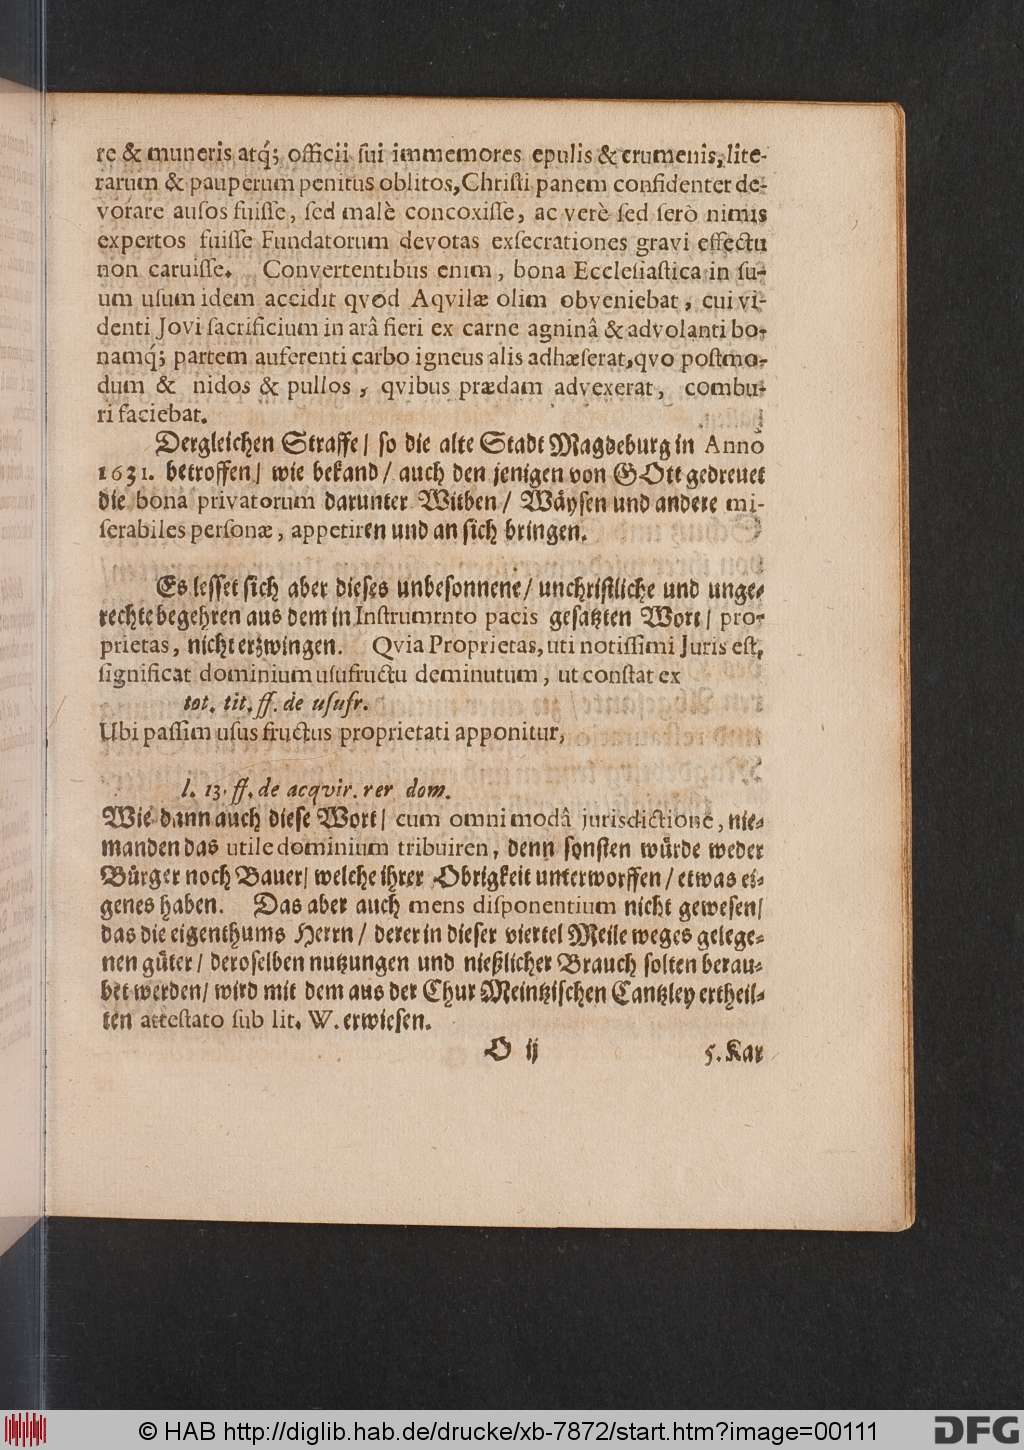 re & muneris atq́; officii ſui immemores epulis & crumenis, lite-
rarum & pauperum penitus oblitos, Chriſti panem confidenter de-
vorare auſos fuiſſe, ſed malè concoxiſſe, ac verè ſed ſerò nimis
expertos fuiſſe Fundatorum devotas exſecrationes gravi effectu
non caruiſſe. Convertentibus enim, bona Eccleſiaſtica in ſu-
um uſum idem accidit qvod Aqvilæ olim obveniebat, cui vi-
denti Jovi ſacrificium in arâ fieri ex carne agninâ & advolanti bo-
namq́; partem auferenti carbo igneus alis adhæſerat, qvo poſtmo-
dum & nidos & pullos, qvibus prædam advexerat, combu-
ri faciebat.
Dergleichen Straffe / ſo die alte Stadt Magdeburg in Anno
1631. betroffen / wie bekand / auch den jenigen von GOtt gedreuet
die bona privatorum darunter Witben / Wäyſen und andere mi-
ſerabiles perſonæ, appetiren und an ſich bringen.
Es leſſet ſich aber dieſes unbeſonnene / unchriſtliche und unge-
rechte begehren aus dem in Inſtrumrnto pacis geſatzten Wort / pro-
prietas, nicht erzwingen. Qvia Proprietas, uti notiſſimi Juris eſt,
ſignificat dominium uſufructu deminutum, ut conſtat ex
tot. tit. ff. de uſufr.
Ubi paſſim uſus fructus proprietati apponitur,
l. 13. ff. de acqvir. rer dom.
Wie dann auch dieſe Wort / cum omni modâ jurisdictione, nie-
manden das utile dominium tribuiren, denn ſonſten würde weder
Bürger noch Bauer / welche ihrer Obrigkeit unterworffen / etwas ei-
genes haben. Das aber auch mens diſponentium nicht geweſen /
das die eigenthums Herrn / derer in dieſer viertel Meile weges gelege-
nen güter / deroſelben nutzungen und nießlicher Brauch ſolten berau-
bet werden / wird mit dem aus der Chur Meintziſchen Cantzley ertheil-
ten atteſtato ſub lit. W. erwieſen.
O ij 5. Kar
© HAB http://diglib.hab.de/drucke/xb-7872/start.htm?image=00111 DFG